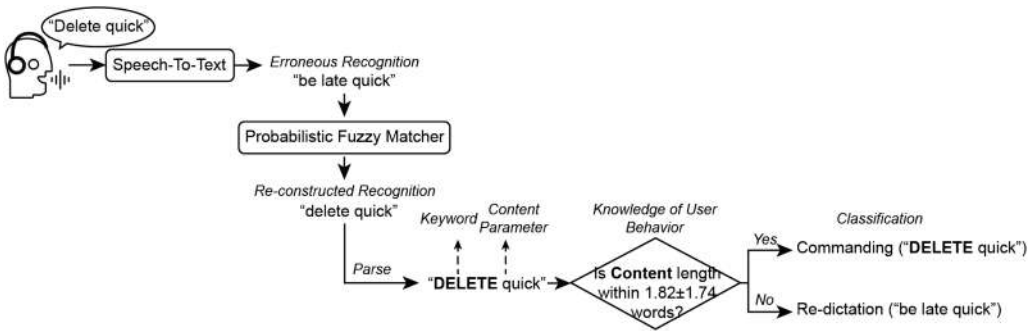 “Delete quick”
Speech-To-Text
Erroneous Recognition
“be late quick”
Probabilistic Fuzzy Matcher
Re-constructed Recognition
“delete quick”
Parse
Keyword
Content
Parameter
“DELETE quick”
Knowledge of User
Behavior
Is Content length
within 1.82±1.74
words?
Classification
Yes
Commanding (“DELETE quick”)
No
Re-dictation (“be late quick”)